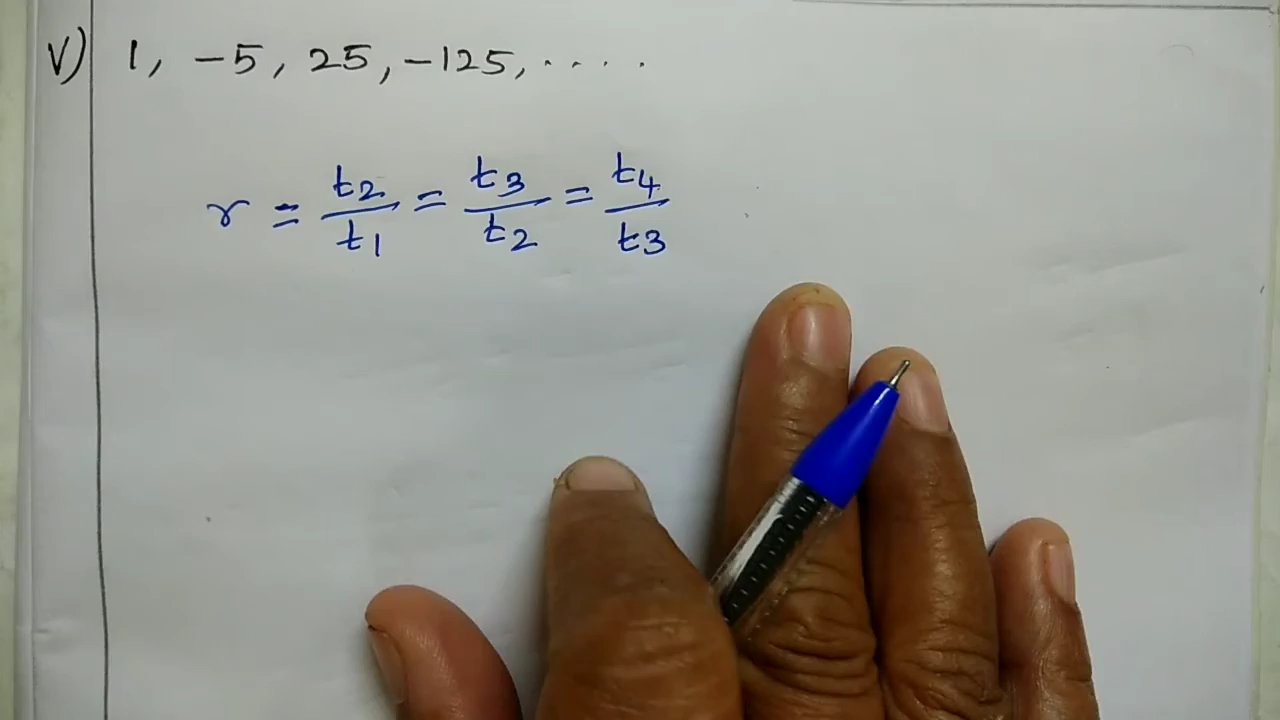 v) 1, -5, 25, -125, .....
r = t2/t1 = t3/t2 = t4/t3